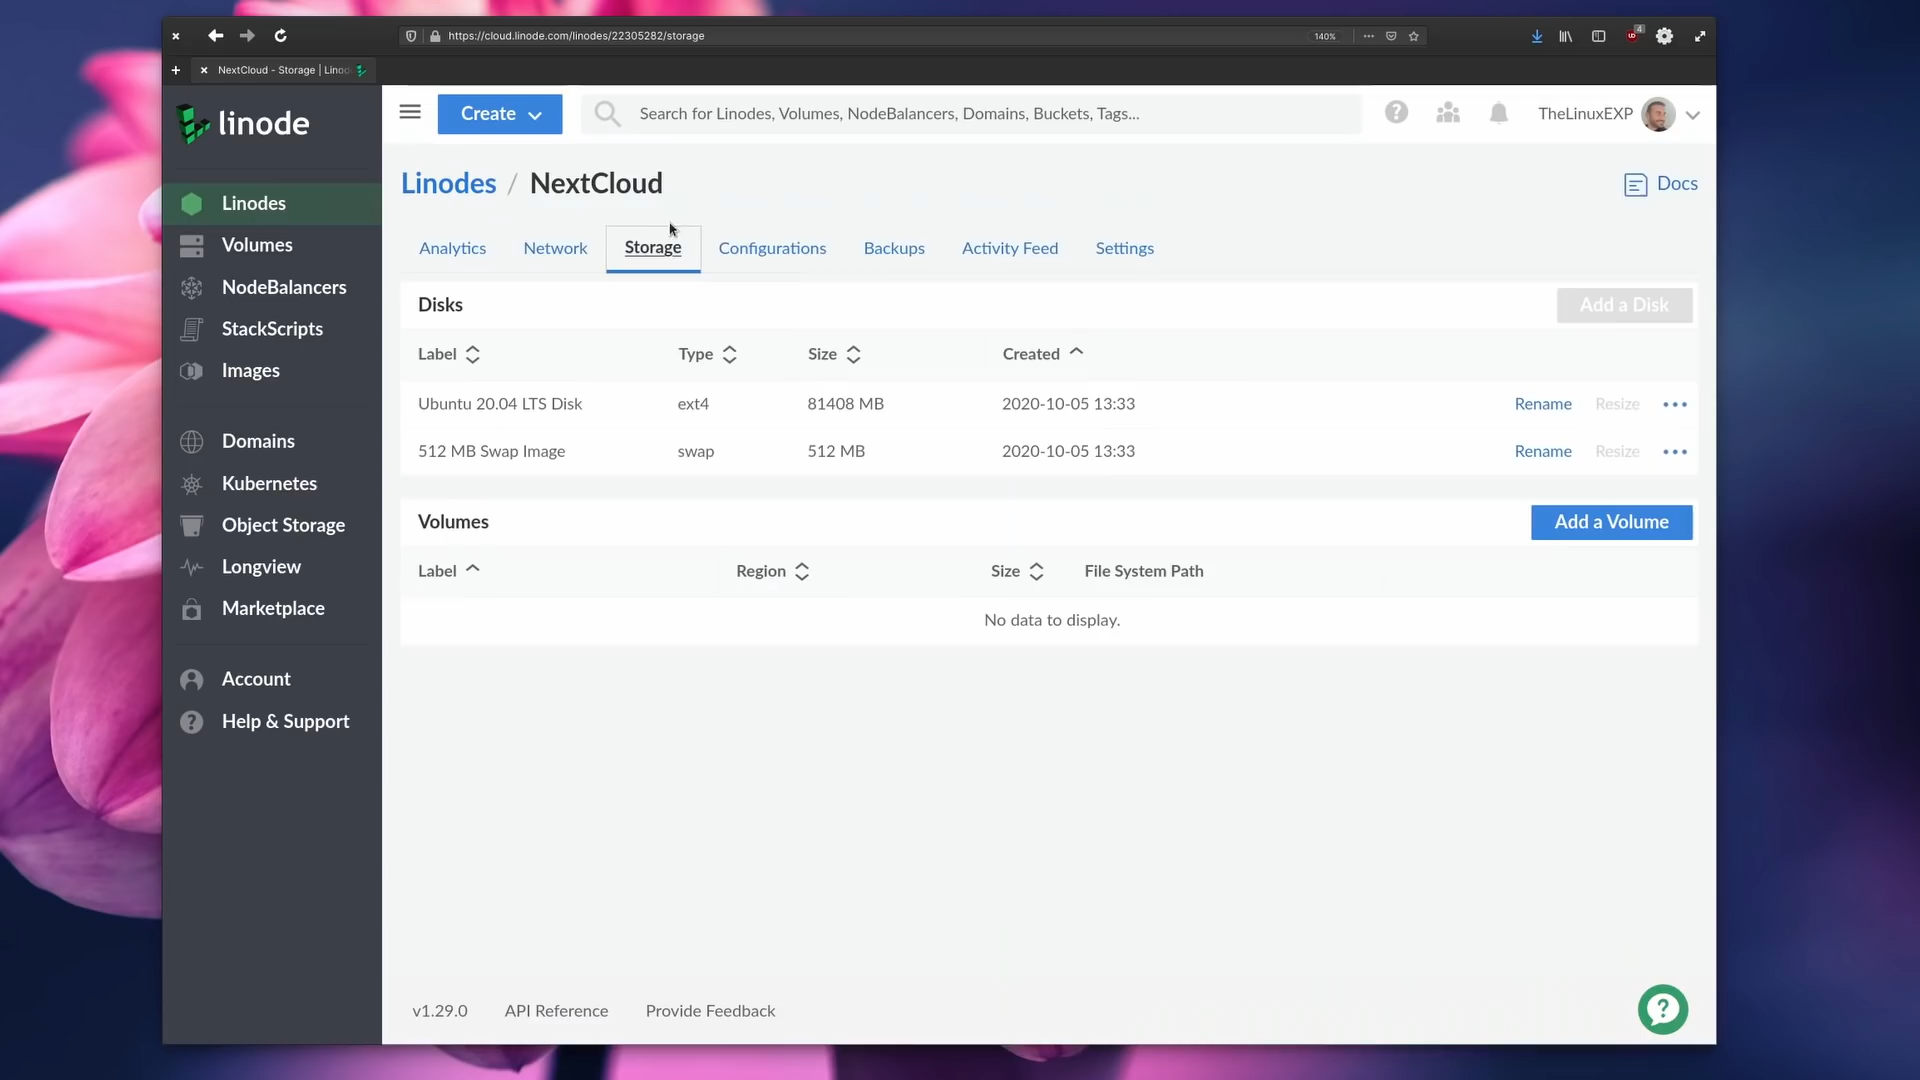 https://cloud.linode.com/linodes/22305282/storage
140%
4
NextCloud - Storage | Linod
linode
Create
Search for Linodes, Volumes, NodeBalancers, Domains, Buckets, Tags...
TheLinuxEXP
Linodes
Volumes
NodeBalancers
StackScripts
Images
Domains
Kubernetes
Object Storage
Longview
Marketplace
Account
Help & Support
Linodes / NextCloud
Docs
Analytics Network Storage Configurations Backups Activity Feed Settings
Disks
Add a Disk
Label Type Size Created
Ubuntu 20.04 LTS Disk ext4 81408 MB 2020-10-05 13:33 Rename Resize
512 MB Swap Image swap 512 MB 2020-10-05 13:33 Rename Resize
Volumes
Add a Volume
Label Region Size File System Path
No data to display.
v1.29.0 API Reference Provide Feedback